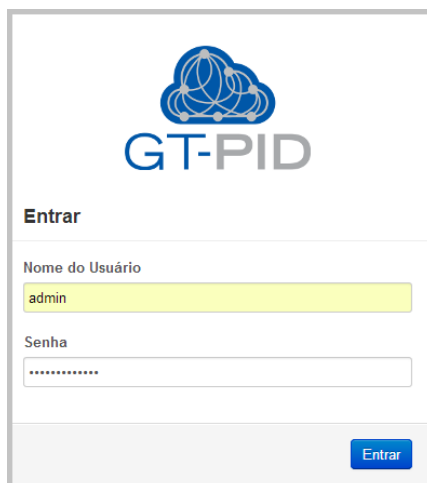 GT-PID
Entrar
Nome do Usuário
admin
Senha
•••••••••••••
Entrar